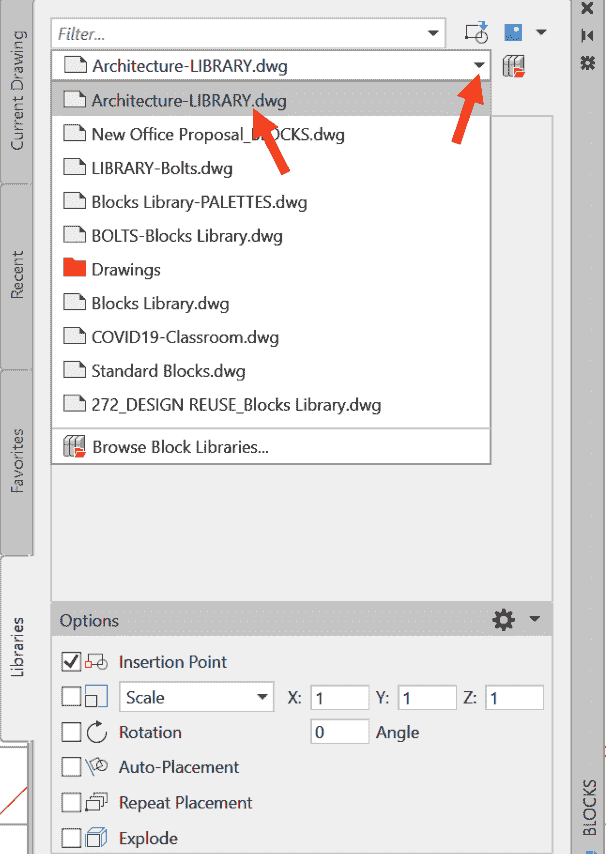 Filter...
Architecture-LIBRARY.dwg
Architecture-LIBRARY.dwg
New Office Proposal_BLOCKS.dwg
LIBRARY-Bolts.dwg
Blocks Library-PALETTES.dwg
BOLTS-Blocks Library.dwg
Drawings
Blocks Library.dwg
COVID19-Classroom.dwg
Standard Blocks.dwg
272_DESIGN REUSE_Blocks Library.dwg
Browse Block Libraries...
Current Drawing
Recent
Favorites
Libraries
Options
Insertion Point
Scale X: 1 Y: 1 Z: 1
Rotation 0 Angle
Auto-Placement
Repeat Placement
Explode
BLOCKS